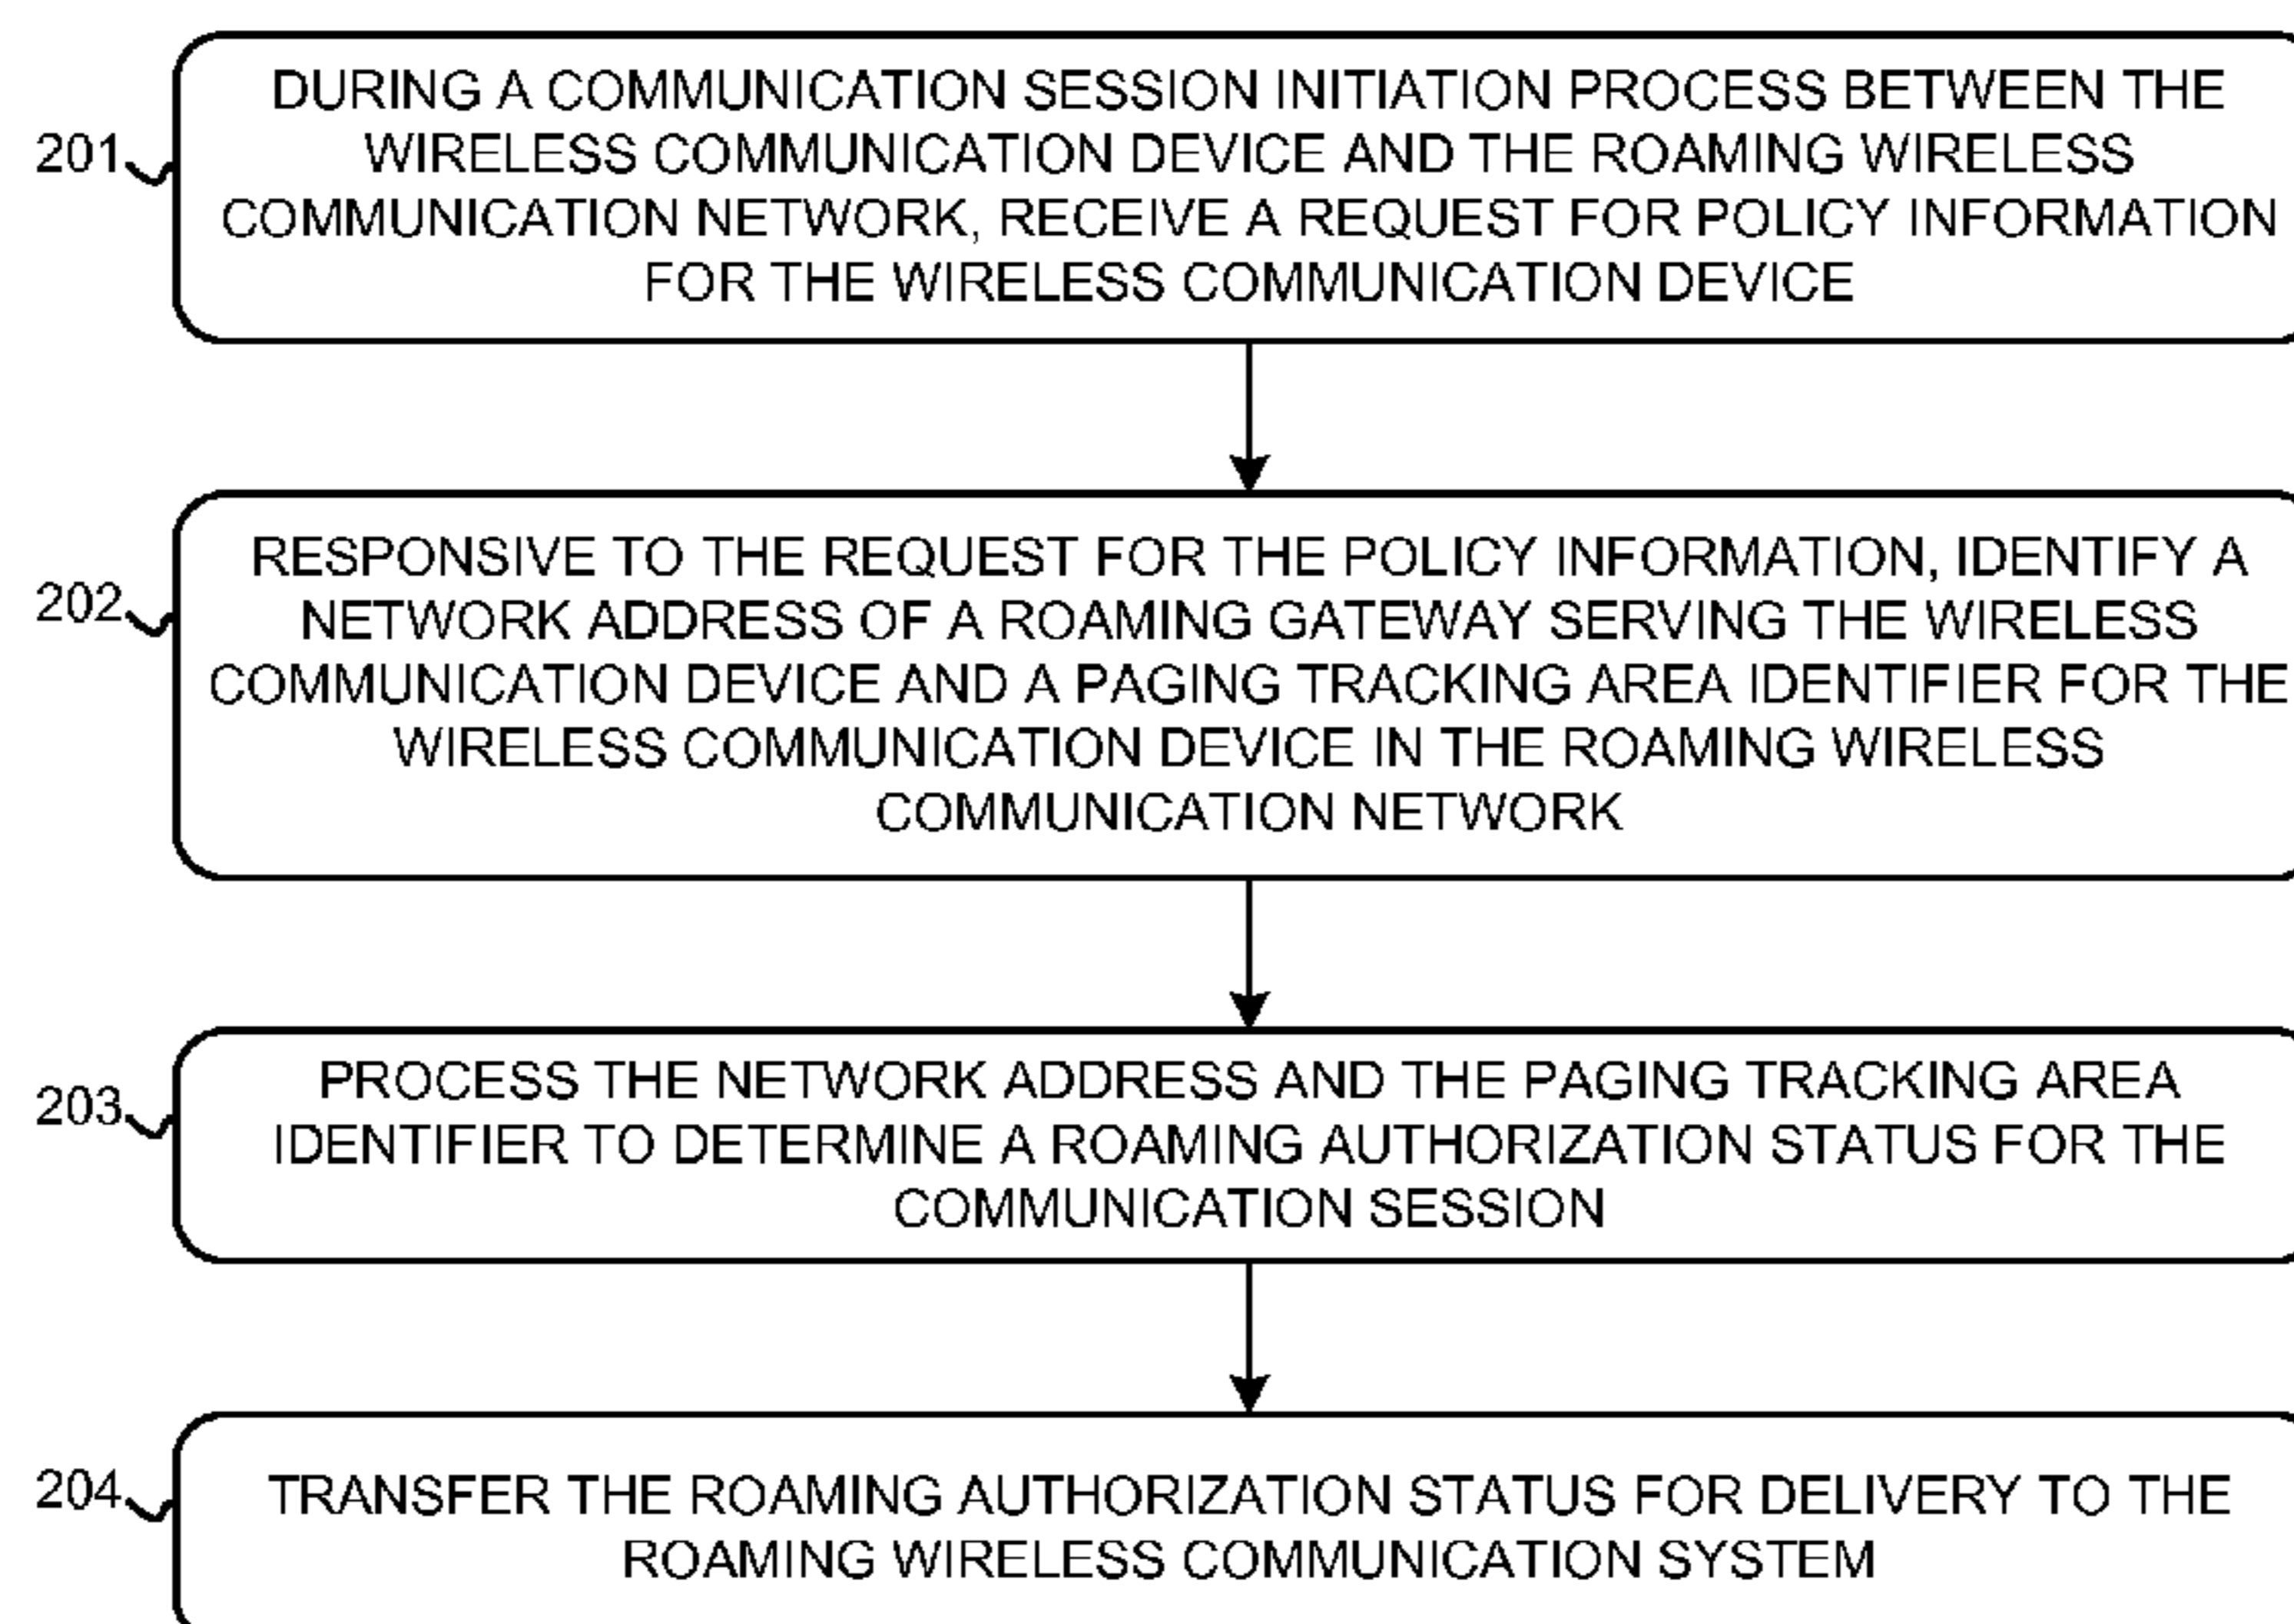 201
DURING A COMMUNICATION SESSION INITIATION PROCESS BETWEEN THE
WIRELESS COMMUNICATION DEVICE AND THE ROAMING WIRELESS
COMMUNICATION NETWORK, RECEIVE A REQUEST FOR POLICY INFORMATION
FOR THE WIRELESS COMMUNICATION DEVICE
202
RESPONSIVE TO THE REQUEST FOR THE POLICY INFORMATION, IDENTIFY A
NETWORK ADDRESS OF A ROAMING GATEWAY SERVING THE WIRELESS
COMMUNICATION DEVICE AND A PAGING TRACKING AREA IDENTIFIER FOR THE
WIRELESS COMMUNICATION DEVICE IN THE ROAMING WIRELESS
COMMUNICATION NETWORK
203
PROCESS THE NETWORK ADDRESS AND THE PAGING TRACKING AREA
IDENTIFIER TO DETERMINE A ROAMING AUTHORIZATION STATUS FOR THE
COMMUNICATION SESSION
204
TRANSFER THE ROAMING AUTHORIZATION STATUS FOR DELIVERY TO THE
ROAMING WIRELESS COMMUNICATION SYSTEM